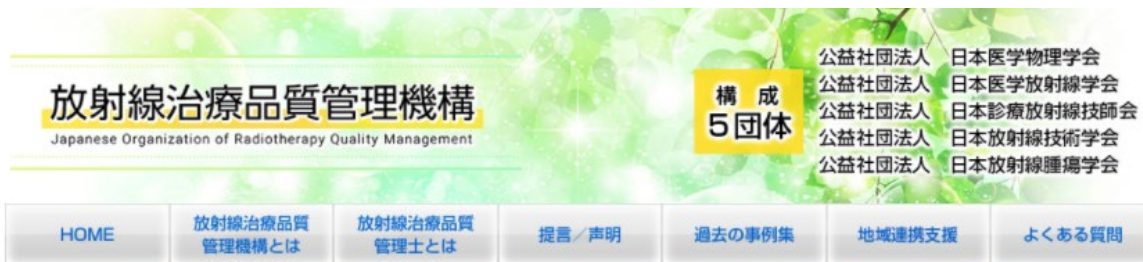 放射線治療品質管理機構
Japanese Organization of Radiotherapy Quality Management
構成
5団体
公益社団法人 日本医学物理学会
公益社団法人 日本医学放射線学会
公益社団法人 日本診療放射線技師会
公益社団法人 日本放射線技術学会
公益社団法人 日本放射線腫瘍学会
HOME
放射線治療品質
管理機構とは
放射線治療品質
管理士とは
提言／声明
過去の事例集
地域連携支援
よくある質問